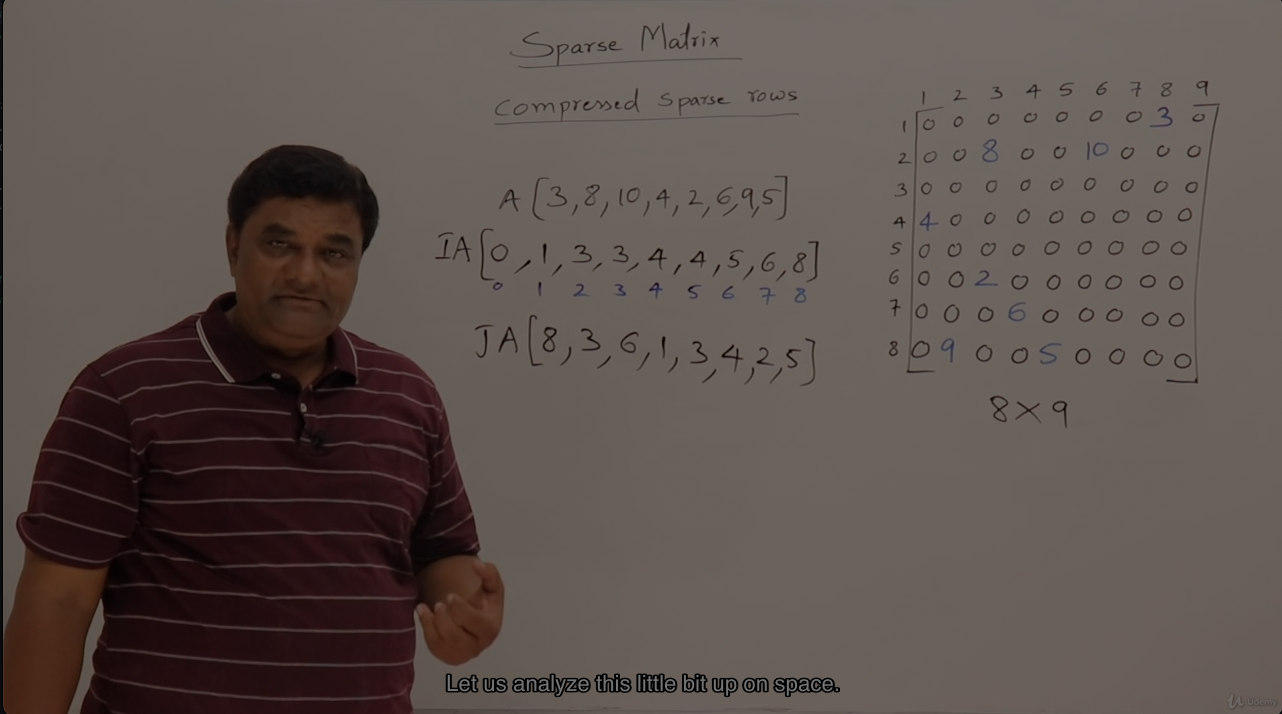 Sparse Matrix
Compressed Sparse rows
A [3,8,10,4,2,6,9,5]
IA[0,1,3,3,4,4,5,6,8]
0 1 2 3 4 5 6 7 8
JA[8,3,6,1,3,4,2,5]
1 2 3 4 5 6 7 8 9
1 0 0 0 0 0 0 0 3 0
2 0 0 8 0 0 10 0 0 0
3 0 0 0 0 0 0 0 0 0
4 4 0 0 0 0 0 0 0 0
5 0 0 0 0 0 0 0 0 0
6 0 0 2 0 0 0 0 0 0
7 0 0 0 6 0 0 0 0 0
8 0 9 0 0 5 0 0 0 0
8×9
Let us analyze this little bit up on space.
Udemy